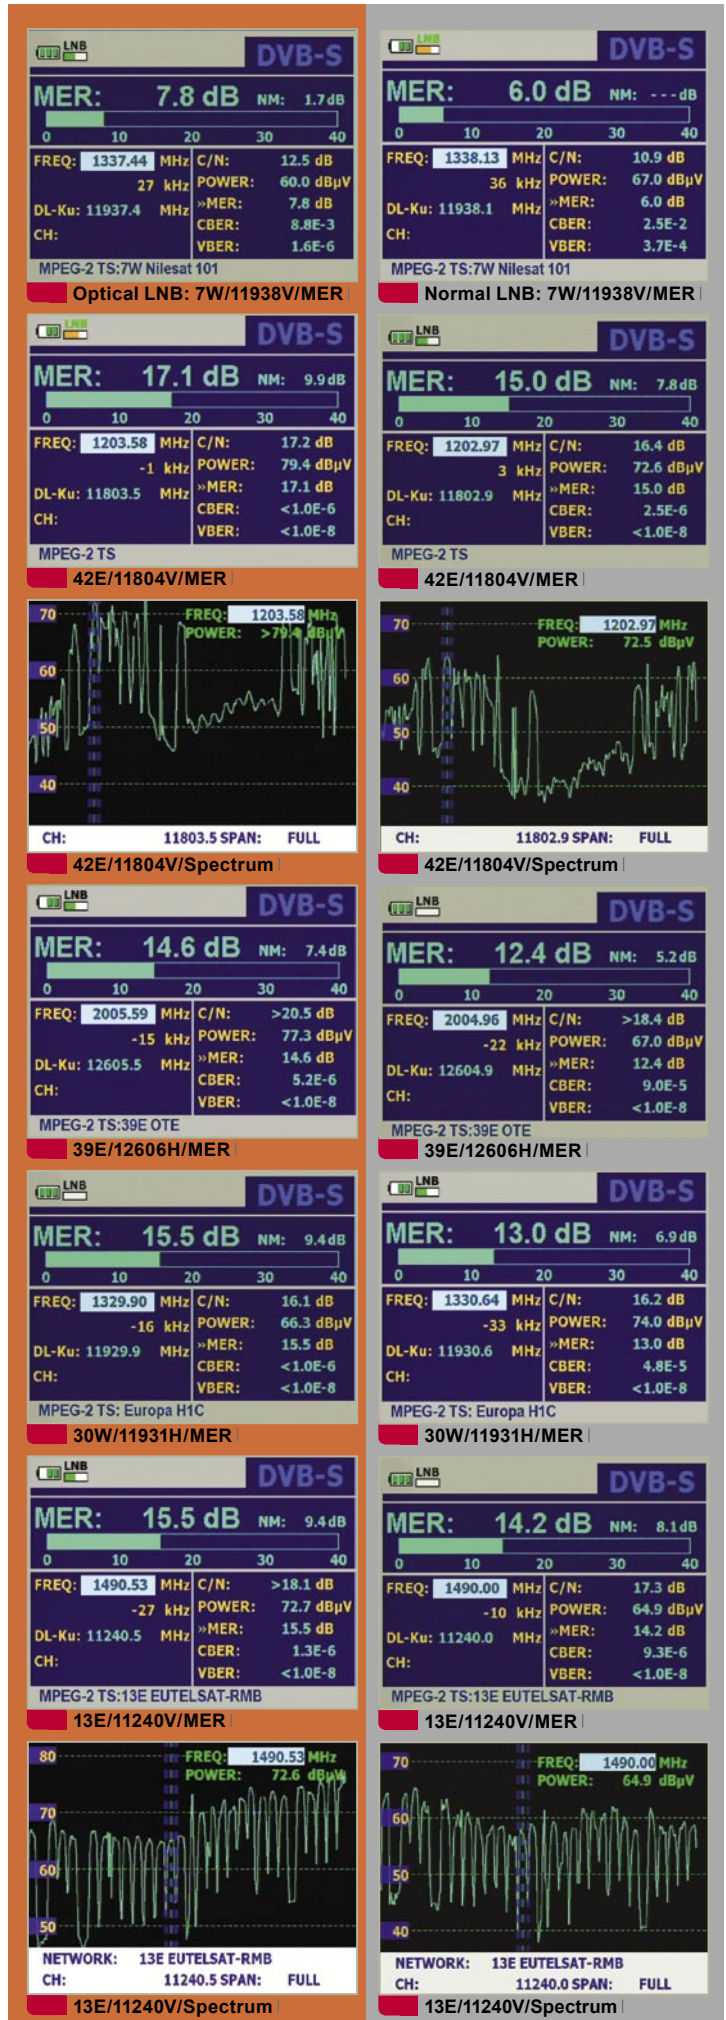 LNB
DVB-S
MER: 7.8 dB NM: 1.7 dB
0 10 20 30 40
FREQ: 1337.44 MHz C/N: 12.5 dB
27 kHz POWER: 60.0 dBµV
DL-Ku: 11937.4 MHz »MER: 7.8 dB
CH: CBER: 8.8E-3
VBER: 1.6E-6
MPEG-2 TS:7W Nilesat 101
Optical LNB: 7W/11938V/MER
LNB
DVB-S
MER: 6.0 dB NM: - - - dB
0 10 20 30 40
FREQ: 1338.13 MHz C/N: 10.9 dB
36 kHz POWER: 67.0 dBµV
DL-Ku: 11938.1 MHz »MER: 6.0 dB
CH: CBER: 2.5E-2
VBER: 3.7E-4
MPEG-2 TS:7W Nilesat 101
Normal LNB: 7W/11938V/MER
LNB
DVB-S
MER: 17.1 dB NM: 9.9 dB
0 10 20 30 40
FREQ: 1203.58 MHz C/N: 17.2 dB
-1 kHz POWER: 79.4 dBµV
DL-Ku: 11803.5 MHz »MER: 17.1 dB
CH: CBER: <1.0E-6
VBER: <1.0E-8
MPEG-2 TS
42E/11804V/MER
LNB
DVB-S
MER: 15.0 dB NM: 7.8 dB
0 10 20 30 40
FREQ: 1202.97 MHz C/N: 16.4 dB
3 kHz POWER: 72.6 dBµV
DL-Ku: 11802.9 MHz »MER: 15.0 dB
CH: CBER: 2.5E-6
VBER: <1.0E-8
MPEG-2 TS
42E/11804V/MER
70 FREQ: 1203.58 MHz
POWER: >79.4 dBµV
60
50
40
CH: 11803.5 SPAN: FULL
42E/11804V/Spectrum
70 FREQ: 1202.97 MHz
POWER: 72.5 dBµV
60
50
40
CH: 11802.9 SPAN: FULL
42E/11804V/Spectrum
LNB
DVB-S
MER: 14.6 dB NM: 7.4 dB
0 10 20 30 40
FREQ: 2005.59 MHz C/N: >20.5 dB
-15 kHz POWER: 77.3 dBµV
DL-Ku: 12605.5 MHz »MER: 14.6 dB
CH: CBER: 5.2E-6
VBER: <1.0E-8
MPEG-2 TS:39E OTE
39E/12606H/MER
LNB
DVB-S
MER: 12.4 dB NM: 5.2 dB
0 10 20 30 40
FREQ: 2004.96 MHz C/N: >18.4 dB
-22 kHz POWER: 67.0 dBµV
DL-Ku: 12604.9 MHz »MER: 12.4 dB
CH: CBER: 9.0E-5
VBER: <1.0E-8
MPEG-2 TS:39E OTE
39E/12606H/MER
LNB
DVB-S
MER: 15.5 dB NM: 9.4 dB
0 10 20 30 40
FREQ: 1329.90 MHz C/N: 16.1 dB
-16 kHz POWER: 66.3 dBµV
DL-Ku: 11929.9 MHz »MER: 15.5 dB
CH: CBER: <1.0E-6
VBER: <1.0E-8
MPEG-2 TS: Europa H1C
30W/11931H/MER
LNB
DVB-S
MER: 13.0 dB NM: 6.9 dB
0 10 20 30 40
FREQ: 1330.64 MHz C/N: 16.2 dB
-33 kHz POWER: 74.0 dBµV
DL-Ku: 11930.6 MHz »MER: 13.0 dB
CH: CBER: 4.8E-5
VBER: <1.0E-8
MPEG-2 TS: Europa H1C
30W/11931H/MER
LNB
DVB-S
MER: 15.5 dB NM: 9.4 dB
0 10 20 30 40
FREQ: 1490.53 MHz C/N: >18.1 dB
-27 kHz POWER: 72.7 dBµV
DL-Ku: 11240.5 MHz »MER: 15.5 dB
CH: CBER: 1.3E-6
VBER: <1.0E-8
MPEG-2 TS:13E EUTELSAT-RMB
13E/11240V/MER
LNB
DVB-S
MER: 14.2 dB NM: 8.1 dB
0 10 20 30 40
FREQ: 1490.00 MHz C/N: 17.3 dB
-10 kHz POWER: 64.9 dBµV
DL-Ku: 11240.0 MHz »MER: 14.2 dB
CH: CBER: 9.3E-6
VBER: <1.0E-8
MPEG-2 TS:13E EUTELSAT-RMB
13E/11240V/MER
80 FREQ: 1490.53 MHz
POWER: 72.6 dBµV
70
60
50
NETWORK: 13E EUTELSAT-RMB
CH: 11240.5 SPAN: FULL
13E/11240V/Spectrum
70 FREQ: 1490.00 MHz
POWER: 64.9 dBµV
60
50
40
NETWORK: 13E EUTELSAT-RMB
CH: 11240.0 SPAN: FULL
13E/11240V/Spectrum